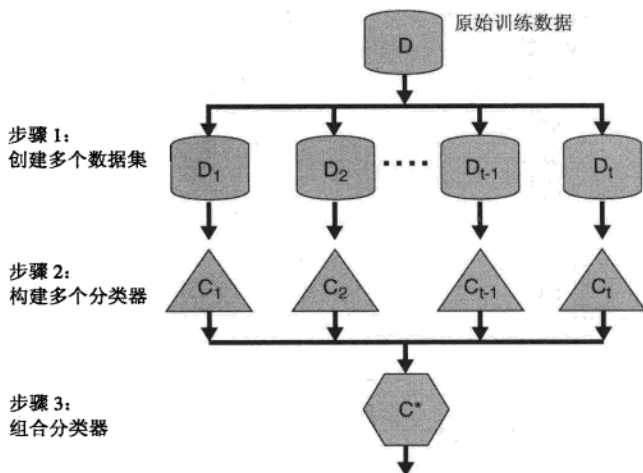 D
原始训练数据
步骤 1:
创建多个数据集
D₁
D₂
....
Dt-1
Dt
步骤 2:
构建多个分类器
C₁
C₂
Ct-1
Ct
步骤 3:
组合分类器
C*